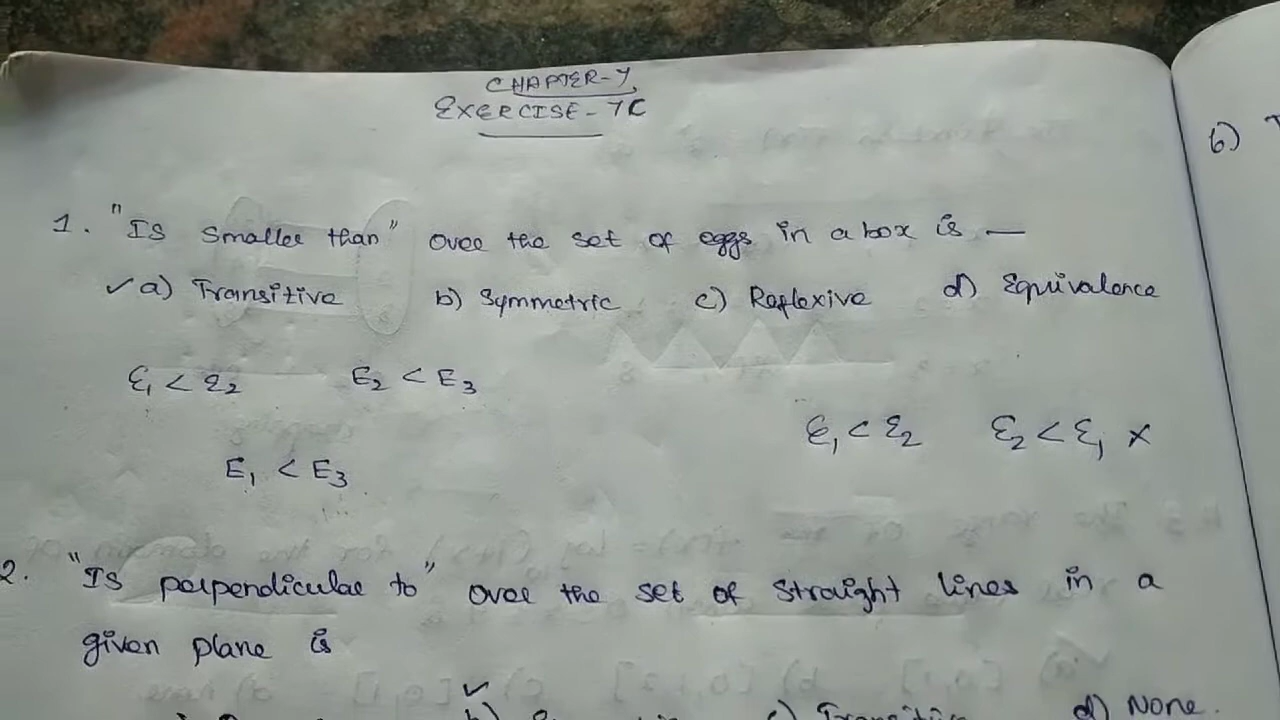 CHAPTER-7
EXERCISE-7C
6)
1. "Is smaller than" over the set of eggs in a box is —
✓a) Transitive b) Symmetric c) Reflexive d) Equivalence
E₁ < E₂ E₂ < E₃
E₁ < E₂ E₂ < E₁ ×
E₁ < E₃
2. "Is perpendicular to" over the set of straight lines in a
given plane is
✓
b) c) Transitive d) None.